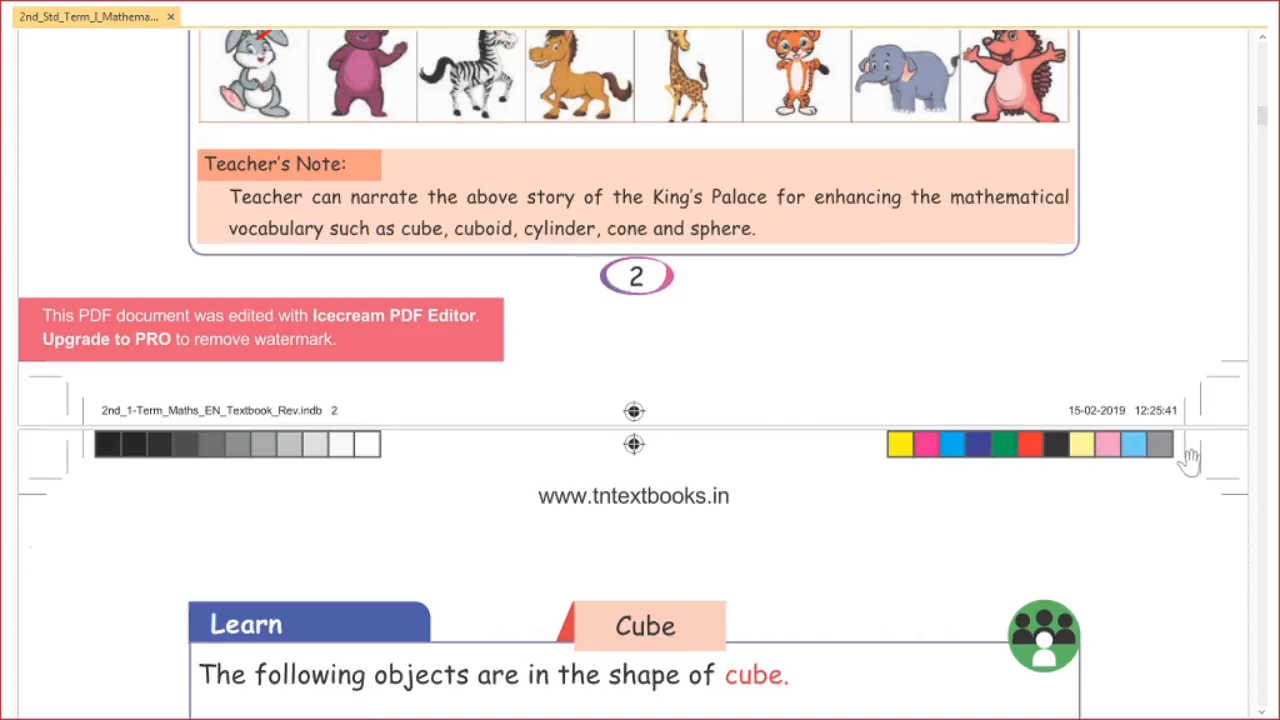 2nd_Std_Term_I_Mathema... ×
Teacher's Note:
Teacher can narrate the above story of the King's Palace for enhancing the mathematical
vocabulary such as cube, cuboid, cylinder, cone and sphere.
2
This PDF document was edited with Icecream PDF Editor.
Upgrade to PRO to remove watermark.
2nd_1-Term_Maths_EN_Textbook_Rev.indb 2
15-02-2019 12:25:41
www.tntextbooks.in
Learn
Cube
The following objects are in the shape of cube.